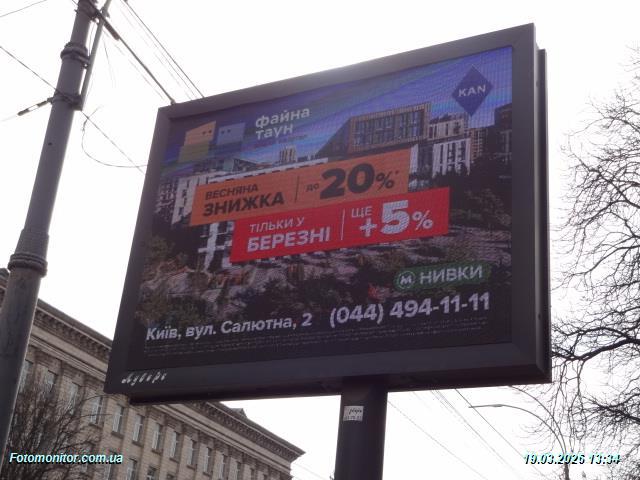 файна
таун
KAN
ВЕСНЯНА
ЗНИЖКА
до 20%*
ТІЛЬКИ У
БЕРЕЗНІ
ЩЕ
+5%
М НИВКИ
Київ, вул. Салютна, 2 (044) 494-11-11
Fotomonitor.com.ua
19.03.2026 13:34